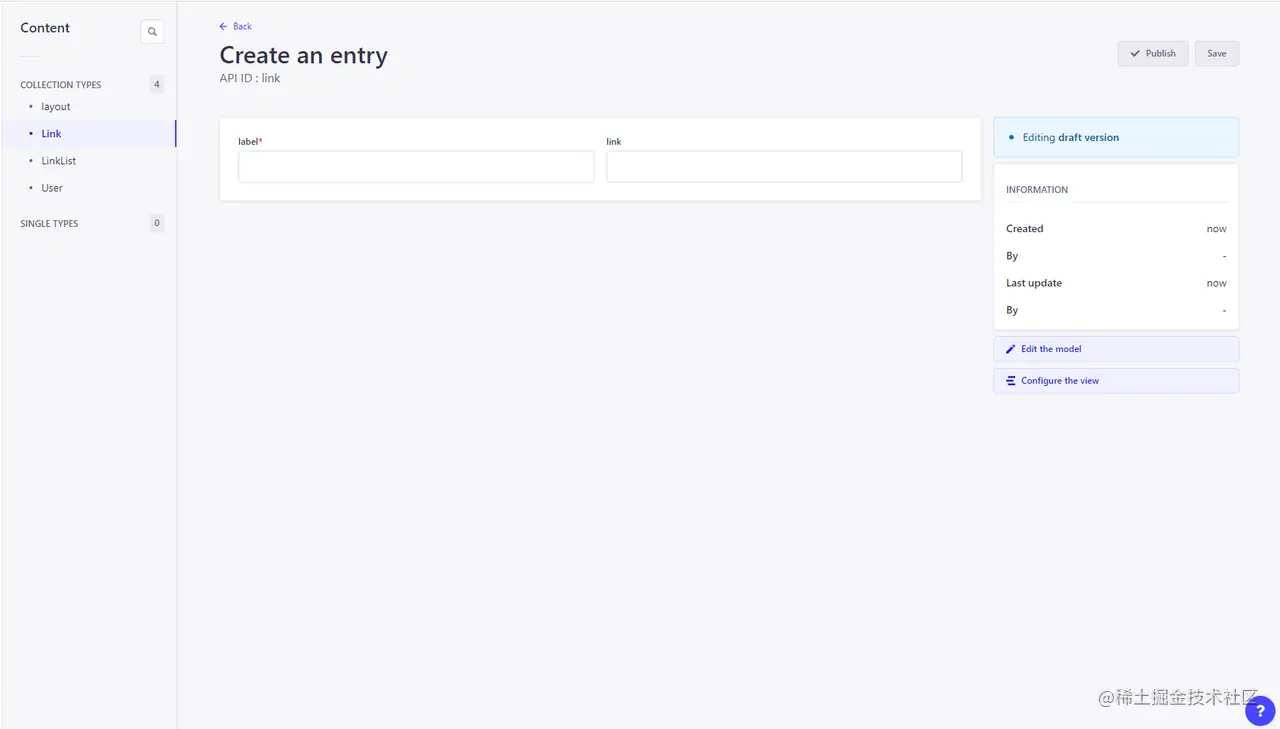 Content
COLLECTION TYPES 4
layout
Link
LinkList
User
SINGLE TYPES 0
Back
Create an entry
API ID : link
Publish
Save
label*
link
Editing draft version
INFORMATION
Created now
By -
Last update now
By -
Edit the model
Configure the view
@稀土掘金技术社区
?